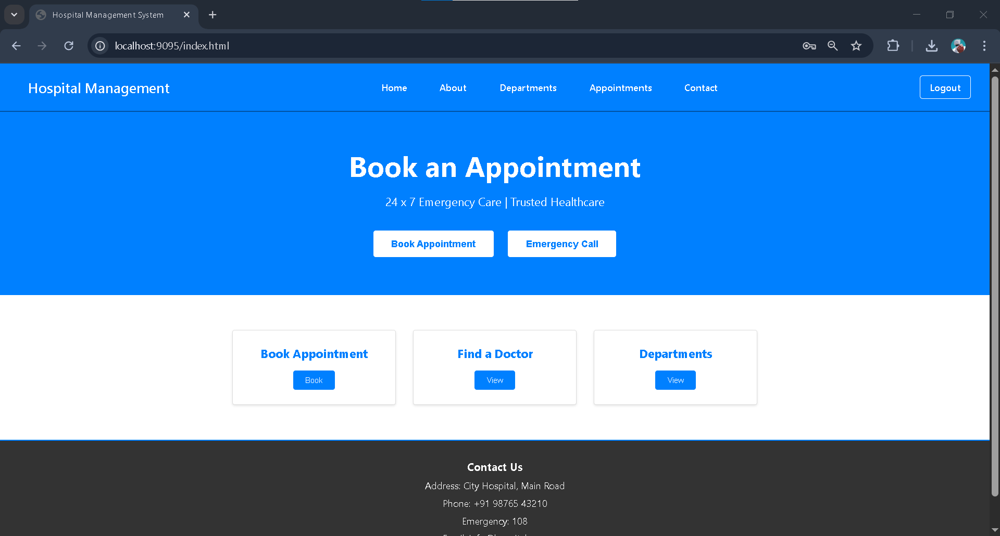 Hospital Management System
localhost:9095/index.html
Hospital Management
Home
About
Departments
Appointments
Contact
Logout
Book an Appointment
24 x 7 Emergency Care | Trusted Healthcare
Book Appointment
Emergency Call
Book Appointment
Find a Doctor
Departments
Book
View
View
Contact Us
Address: City Hospital, Main Road
Phone: +91 98765 43210
Emergency: 108